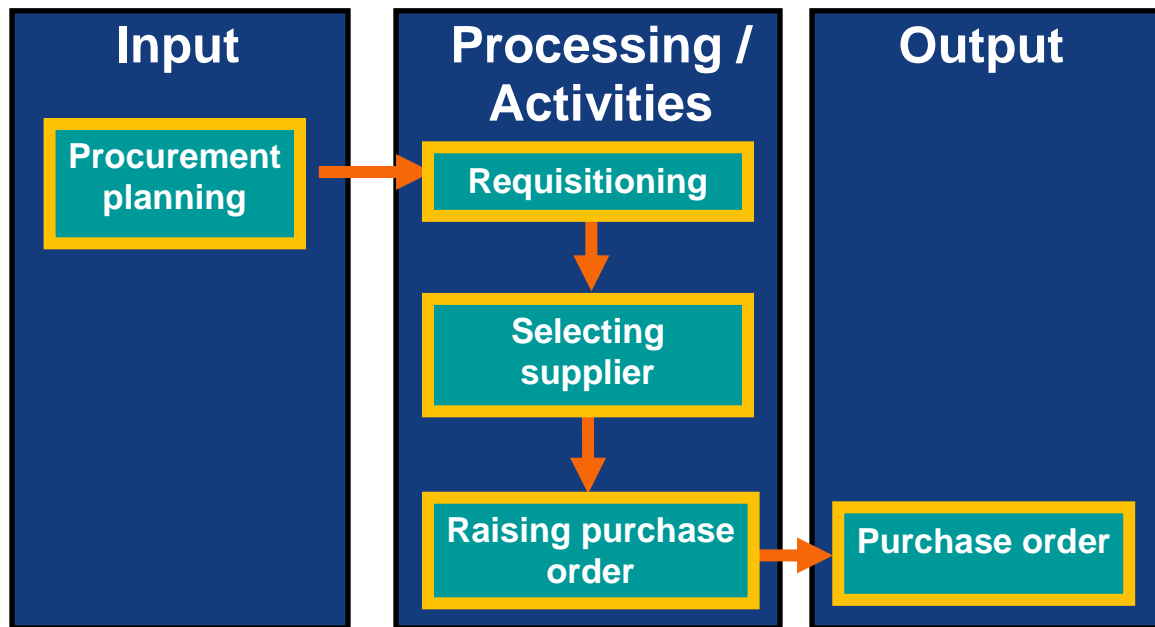 Input
Procurement
planning
Processing /
Activities
Requisitioning
Selecting
supplier
Raising purchase
order
Output
Purchase order